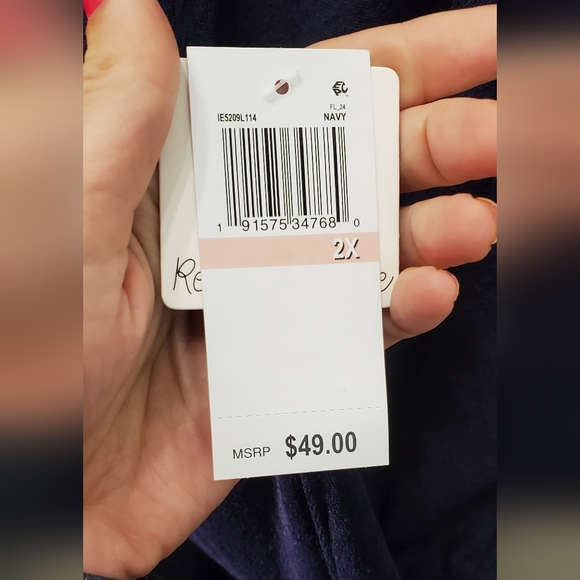 FL_24
IE5209L114 NAVY
1 91575 34768 0
2X
MSRP $49.00